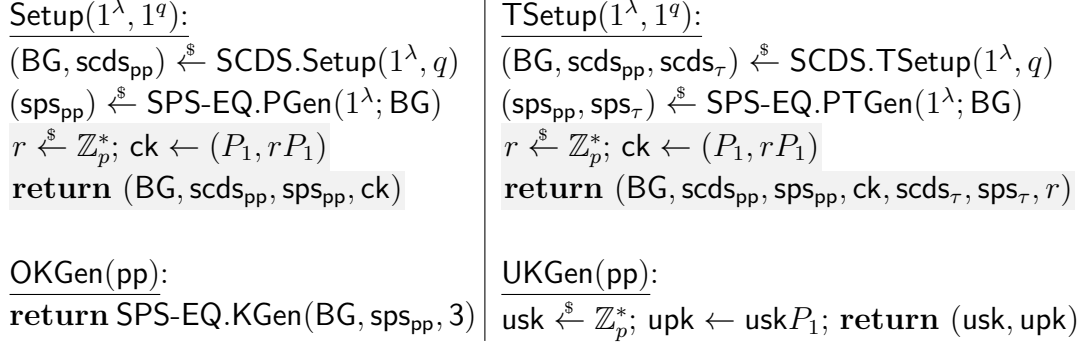 Setup(1^λ, 1^q):
(BG, scds_pp) ←$ SCDS.Setup(1^λ, q)
(sps_pp) ←$ SPS-EQ.PGen(1^λ; BG)
r ←$ ℤ_p^*; ck ← (P_1, rP_1)
return (BG, scds_pp, sps_pp, ck)
OKGen(pp):
return SPS-EQ.KGen(BG, sps_pp, 3)
TSetup(1^λ, 1^q):
(BG, scds_pp, scds_τ) ←$ SCDS.TSetup(1^λ, q)
(sps_pp, sps_τ) ←$ SPS-EQ.PTGen(1^λ; BG)
r ←$ ℤ_p^*; ck ← (P_1, rP_1)
return (BG, scds_pp, sps_pp, ck, scds_τ, sps_τ, r)
UKGen(pp):
usk ←$ ℤ_p^*; upk ← uskP_1; return (usk, upk)